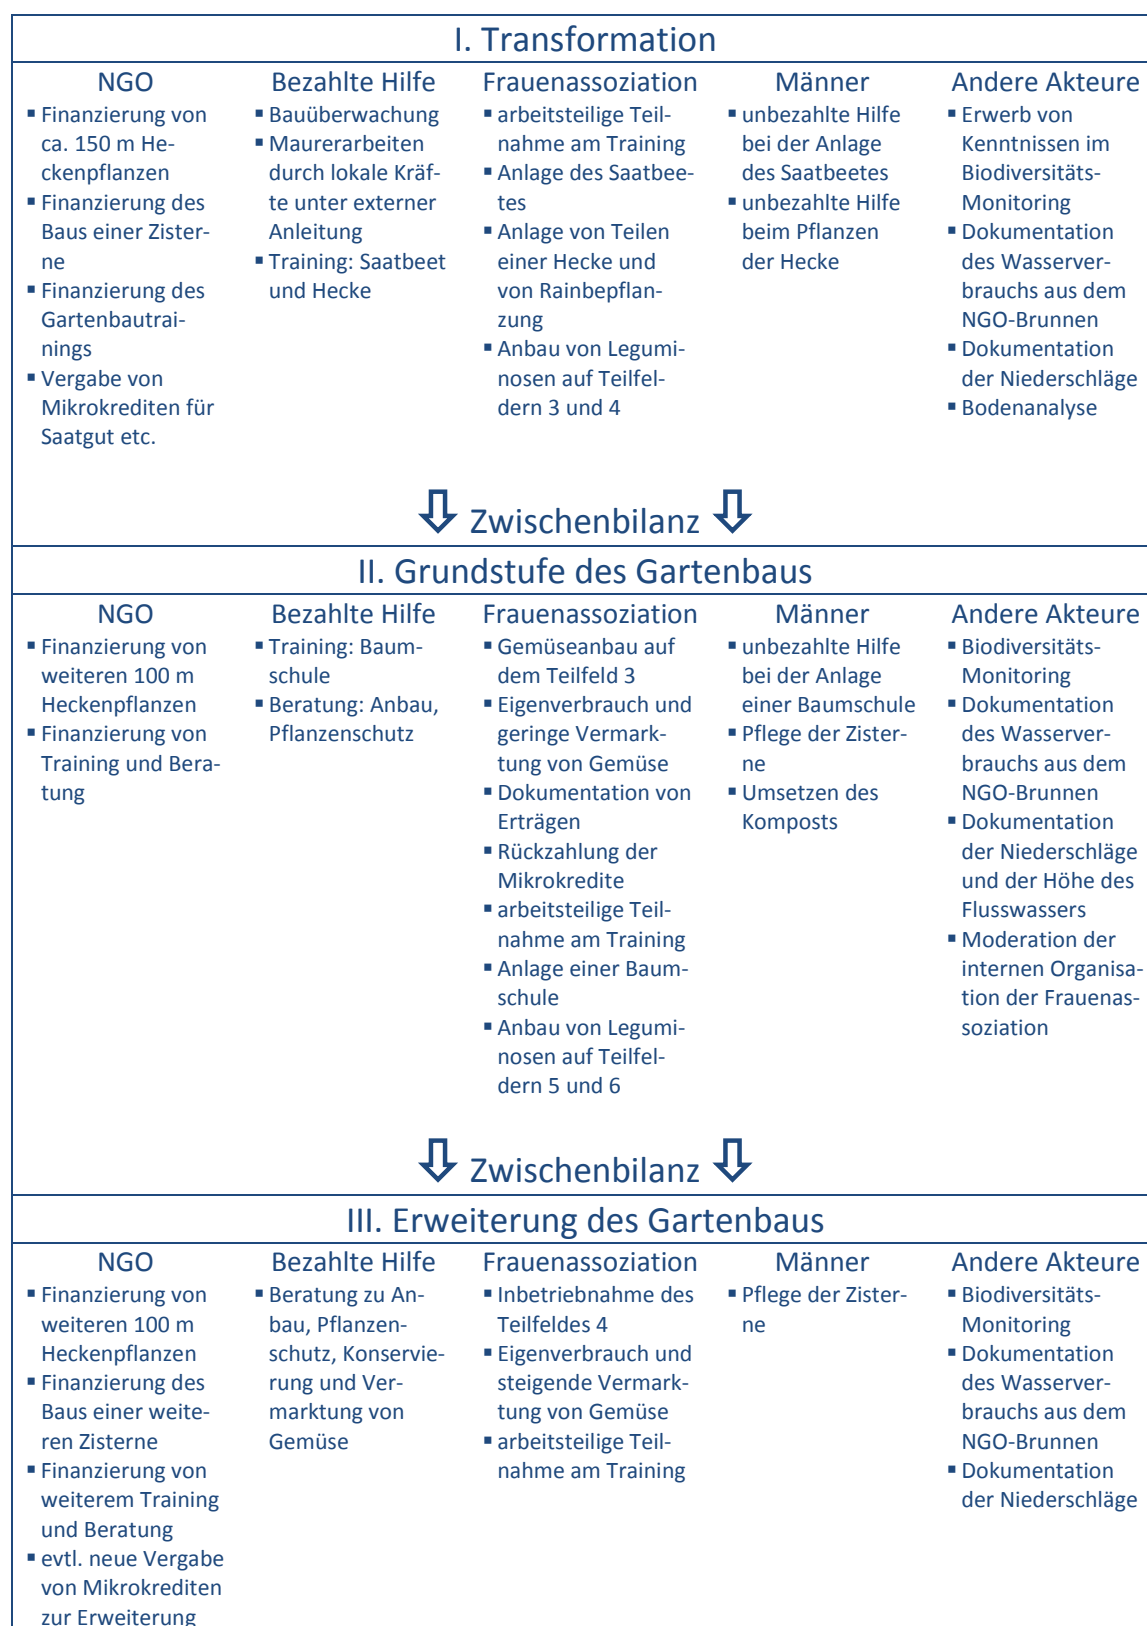 I. Transformation
NGO
▪ Finanzierung von
ca. 150 m He-
ckenpflanzen
▪ Finanzierung des
Baus einer Zister-
ne
▪ Finanzierung des
Gartenbautrai-
nings
▪ Vergabe von
Mikrokrediten für
Saatgut etc.
Bezahlte Hilfe
▪ Bauüberwachung
▪ Maurerarbeiten
durch lokale Kräf-
te unter externer
Anleitung
▪ Training: Saatbeet
und Hecke
Frauenassoziation
▪ arbeitsteilige Teil-
nahme am Training
▪ Anlage des Saatbee-
tes
▪ Anlage von Teilen
einer Hecke und
von Rainbepflan-
zung
▪ Anbau von Legumi-
nosen auf Teilfel-
dern 3 und 4
Männer
▪ unbezahlte Hilfe
bei der Anlage
des Saatbeetes
▪ unbezahlte Hilfe
beim Pflanzen
der Hecke
Andere Akteure
▪ Erwerb von
Kenntnissen im
Biodiversitäts-
Monitoring
▪ Dokumentation
des Wasserver-
brauchs aus dem
NGO-Brunnen
▪ Dokumentation
der Niederschläge
▪ Bodenanalyse
Zwischenbilanz
II. Grundstufe des Gartenbaus
NGO
▪ Finanzierung von
weiteren 100 m
Heckenpflanzen
▪ Finanzierung von
Training und Bera-
tung
Bezahlte Hilfe
▪ Training: Baum-
schule
▪ Beratung: Anbau,
Pflanzenschutz
Frauenassoziation
▪ Gemüseanbau auf
dem Teilfeld 3
▪ Eigenverbrauch und
geringe Vermark-
tung von Gemüse
▪ Dokumentation von
Erträgen
▪ Rückzahlung der
Mikrokredite
▪ arbeitsteilige Teil-
nahme am Training
▪ Anlage einer Baum-
schule
▪ Anbau von Legumi-
nosen auf Teilfel-
dern 5 und 6
Männer
▪ unbezahlte Hilfe
bei der Anlage
einer Baumschule
▪ Pflege der Zister-
ne
▪ Umsetzen des
Komposts
Andere Akteure
▪ Biodiversitäts-
Monitoring
▪ Dokumentation
des Wasserver-
brauchs aus dem
NGO-Brunnen
▪ Dokumentation
der Niederschläge
und der Höhe des
Flusswassers
▪ Moderation der
internen Organisa-
tion der Frauenas-
soziation
Zwischenbilanz
III. Erweiterung des Gartenbaus
NGO
▪ Finanzierung von
weiteren 100 m
Heckenpflanzen
▪ Finanzierung des
Baus einer weite-
ren Zisterne
▪ Finanzierung von
weiterem Training
und Beratung
▪ evtl. neue Vergabe
von Mikrokrediten
zur Erweiterung
Bezahlte Hilfe
▪ Beratung zu An-
bau, Pflanzen-
schutz, Konservie-
rung und Ver-
marktung von
Gemüse
Frauenassoziation
▪ Inbetriebnahme des
Teilfeldes 4
▪ Eigenverbrauch und
steigende Vermark-
tung von Gemüse
▪ arbeitsteilige Teil-
nahme am Training
Männer
▪ Pflege der Zister-
ne
Andere Akteure
▪ Biodiversitäts-
Monitoring
▪ Dokumentation
des Wasserver-
brauchs aus dem
NGO-Brunnen
▪ Dokumentation
der Niederschläge